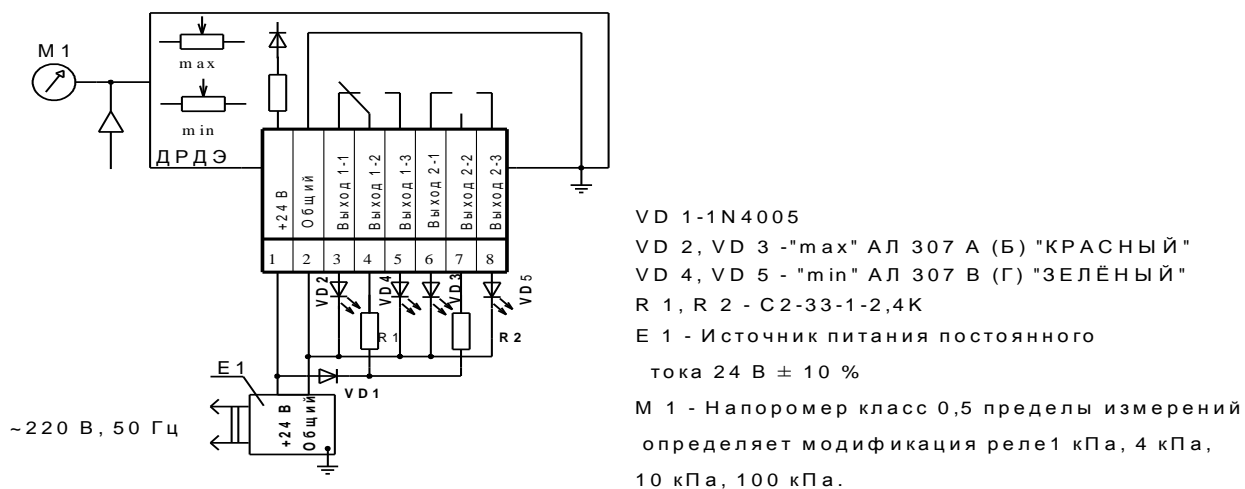 M 1
max
min
ДРДЭ
+24 В
Общий
Выход 1-1
Выход 1-2
Выход 1-3
Выход 2-1
Выход 2-2
Выход 2-3
1 2 3 4 5 6 7 8
VD2
VD4
VD3
VD5
R 1
R 2
VD1
E 1
+24 В
Общий
~220 В, 50 Гц
VD 1-1N4005
VD 2, VD 3 -"max" АЛ 307 А (Б) "КРАСНЫЙ"
VD 4, VD 5 - "min" АЛ 307 В (Г) "ЗЕЛЁНЫЙ"
R 1, R 2 - С2-33-1-2,4К
Е 1 - Источник питания постоянного
тока 24 В ± 10 %
М 1 - Напоромер класс 0,5 пределы измерений
определяет модификация реле1 кПа, 4 кПа,
10 кПа, 100 кПа.